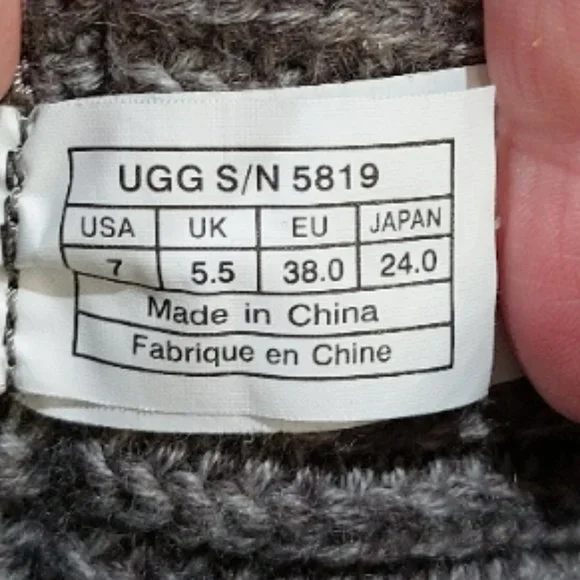 UGG S/N 5819
USA UK EU JAPAN
7 5.5 38.0 24.0
Made in China
Fabrique en Chine